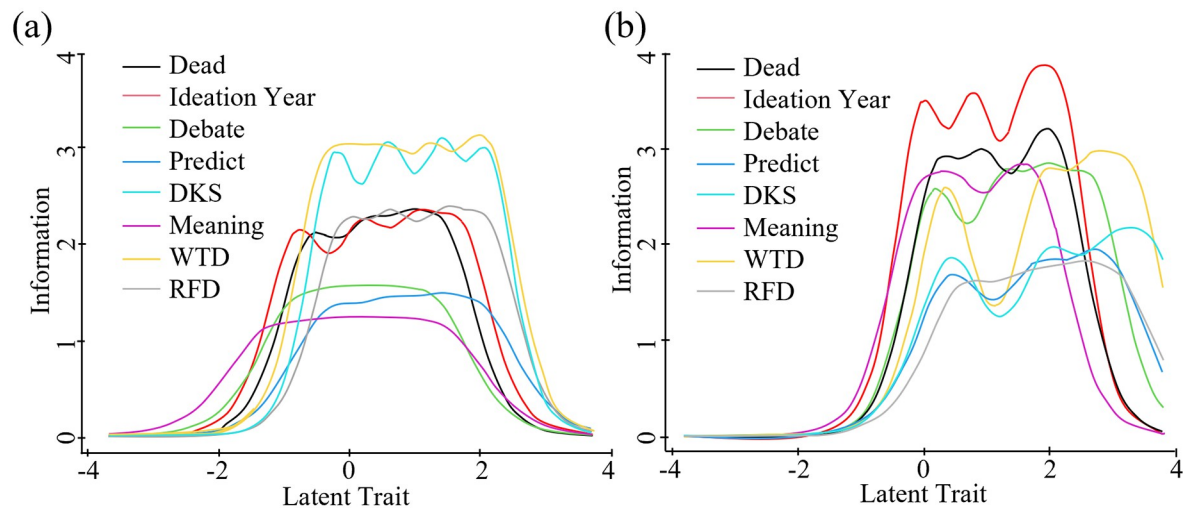 (a)
4
3
2
1
0
Information
Dead
Ideation Year
Debate
Predict
DKS
Meaning
WTD
RFD
-4
-2
0
2
4
Latent Trait
(b)
4
3
2
1
0
Information
Dead
Ideation Year
Debate
Predict
DKS
Meaning
WTD
RFD
-4
-2
0
2
4
Latent Trait